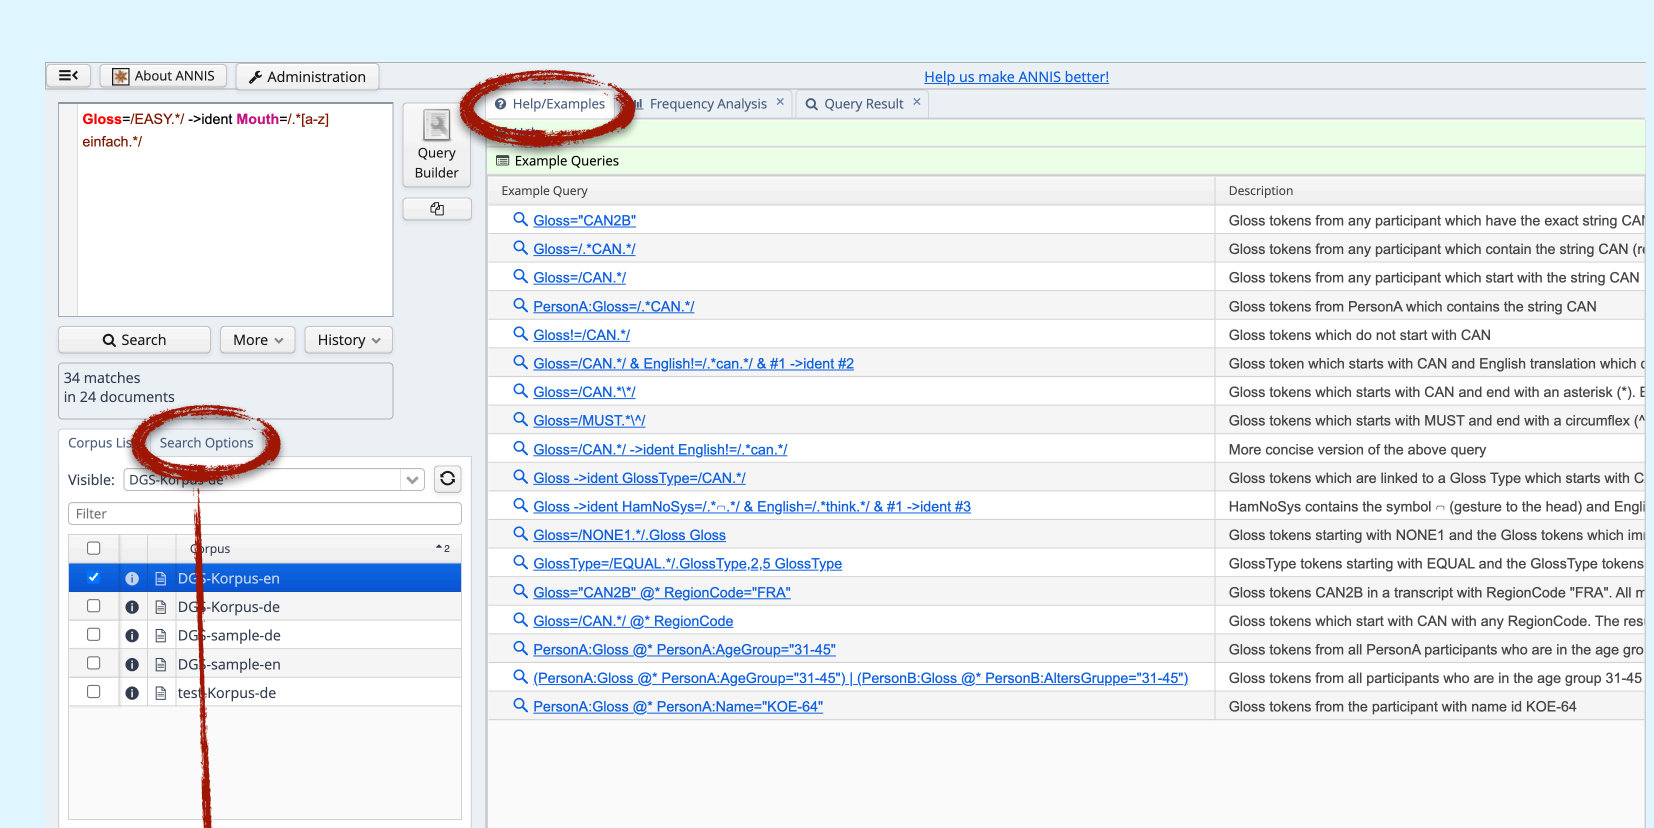 About ANNIS
Administration
Help us make ANNIS better!
Gloss=/EASY.*/ ->ident Mouth=/.*[a-z]
einfach.*/
Query
Builder
Help/Examples
Frequency Analysis
Query Result
Example Queries
Example Query Description
Gloss="CAN2B" Gloss tokens from any participant which have the exact string CAN
Gloss=/.*CAN.*/ Gloss tokens from any participant which contain the string CAN (re
Gloss=/CAN.*/ Gloss tokens from any participant which start with the string CAN
PersonA:Gloss=/.*CAN.*/ Gloss tokens from PersonA which contains the string CAN
Gloss!=/CAN.*/ Gloss tokens which do not start with CAN
Gloss=/CAN.*/ & English!=/.*can.*/ & #1 ->ident #2 Gloss token which starts with CAN and English translation which
Gloss=/CAN.*\*/ Gloss tokens which starts with CAN and end with an asterisk (*).
Gloss=/MUST.*\^/ Gloss tokens which starts with MUST and end with a circumflex (^
Gloss=/CAN.*/ ->ident English!=/.*can.*/ More concise version of the above query
Gloss ->ident GlossType=/CAN.*/ Gloss tokens which are linked to a Gloss Type which starts with C
Gloss ->ident HamNoSys=/.*⌐.*/ & English=/.*think.*/ & #1 ->ident #3 HamNoSys contains the symbol ⌐ (gesture to the head) and Engli
Gloss=/NONE1.*/.Gloss Gloss Gloss tokens starting with NONE1 and the Gloss tokens which im
GlossType=/EQUAL.*/.GlossType,2,5 GlossType GlossType tokens starting with EQUAL and the GlossType tokens
Gloss="CAN2B" @* RegionCode="FRA" Gloss tokens CAN2B in a transcript with RegionCode "FRA". All m
Gloss=/CAN.*/ @* RegionCode Gloss tokens which start with CAN with any RegionCode. The res
PersonA:Gloss @* PersonA:AgeGroup="31-45" Gloss tokens from all PersonA participants who are in the age gro
(PersonA:Gloss @* PersonA:AgeGroup="31-45") | (PersonB:Gloss @* PersonB:AltersGruppe="31-45") Gloss tokens from all participants who are in the age group 31-45
PersonA:Gloss @* PersonA:Name="KOE-64" Gloss tokens from the participant with name id KOE-64
Search
More
History
34 matches
in 24 documents
Corpus Lis
Search Options
Visible: DGS-Korpus-de
Filter
Corpus 2
DGS-Korpus-en
DGS-Korpus-de
DGS-sample-de
DGS-sample-en
test-Korpus-de